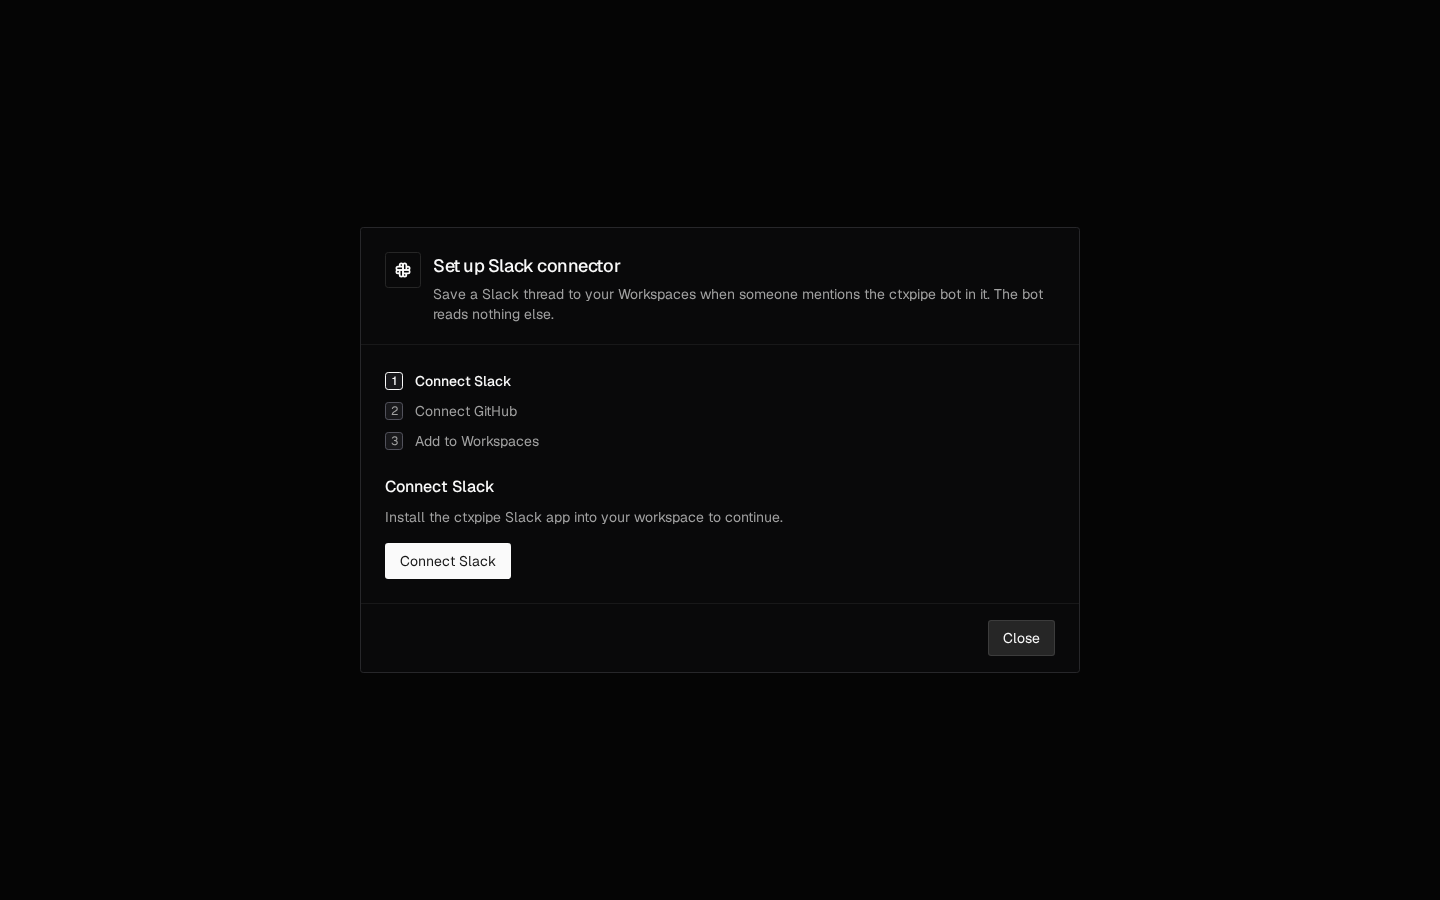 Set up Slack connector
Save a Slack thread to your Workspaces when someone mentions the ctxpipe bot in it. The bot
reads nothing else.
1 Connect Slack
2 Connect GitHub
3 Add to Workspaces
Connect Slack
Install the ctxpipe Slack app into your workspace to continue.
Connect Slack
Close